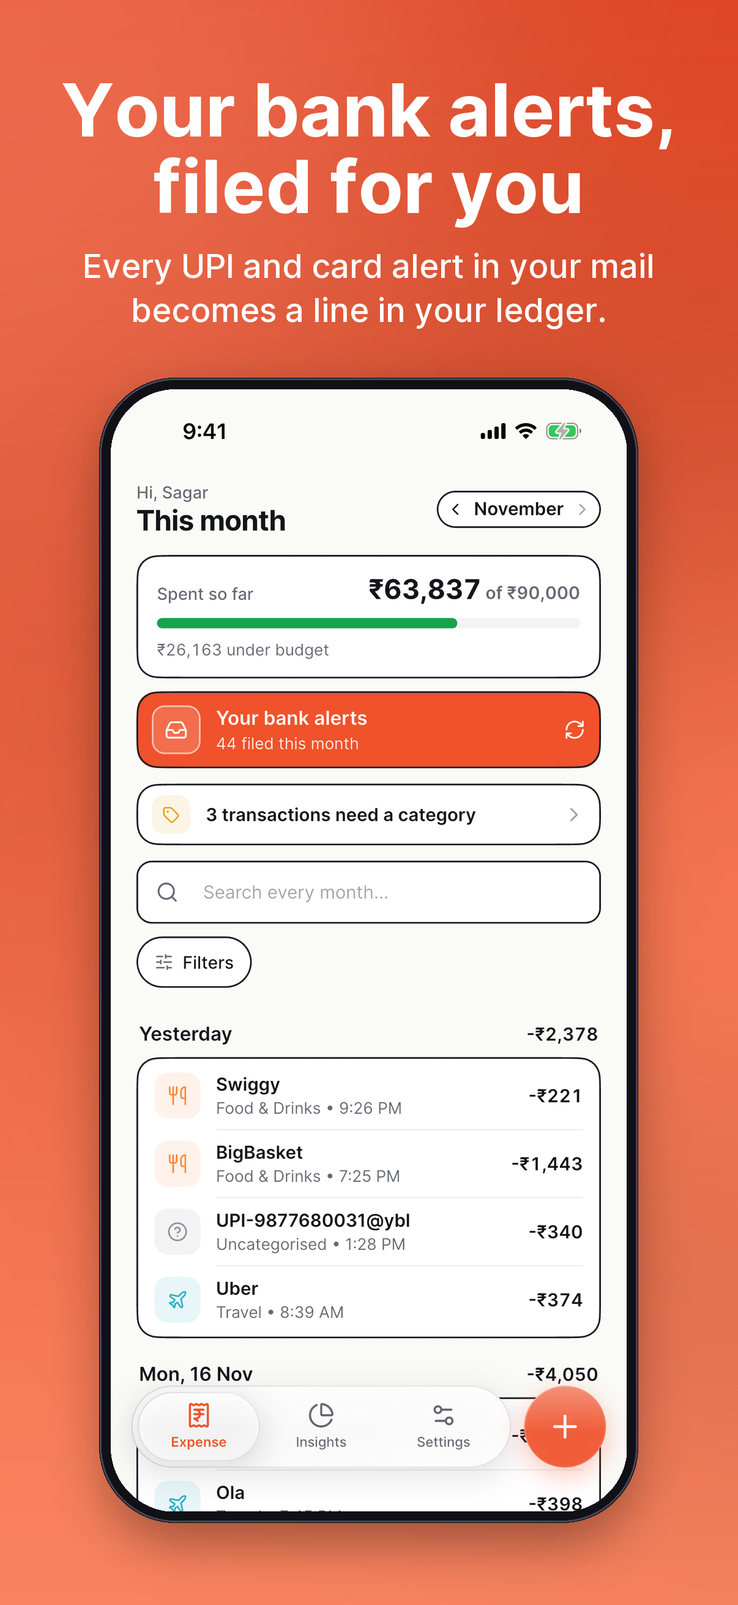 Your bank alerts,
filed for you
Every UPI and card alert in your mail
becomes a line in your ledger.
9:41
Hi, Sagar
This month
November
Spent so far
₹63,837 of ₹90,000
₹26,163 under budget
Your bank alerts
44 filed this month
3 transactions need a category
Search every month...
Filters
Yesterday
-₹2,378
Swiggy
Food & Drinks • 9:26 PM
-₹221
BigBasket
Food & Drinks • 7:25 PM
-₹1,443
UPI-9877680031@ybl
Uncategorised • 1:28 PM
-₹340
Uber
Travel • 8:39 AM
-₹374
Mon, 16 Nov
-₹4,050
Expense
Insights
Settings
Ola
-₹398